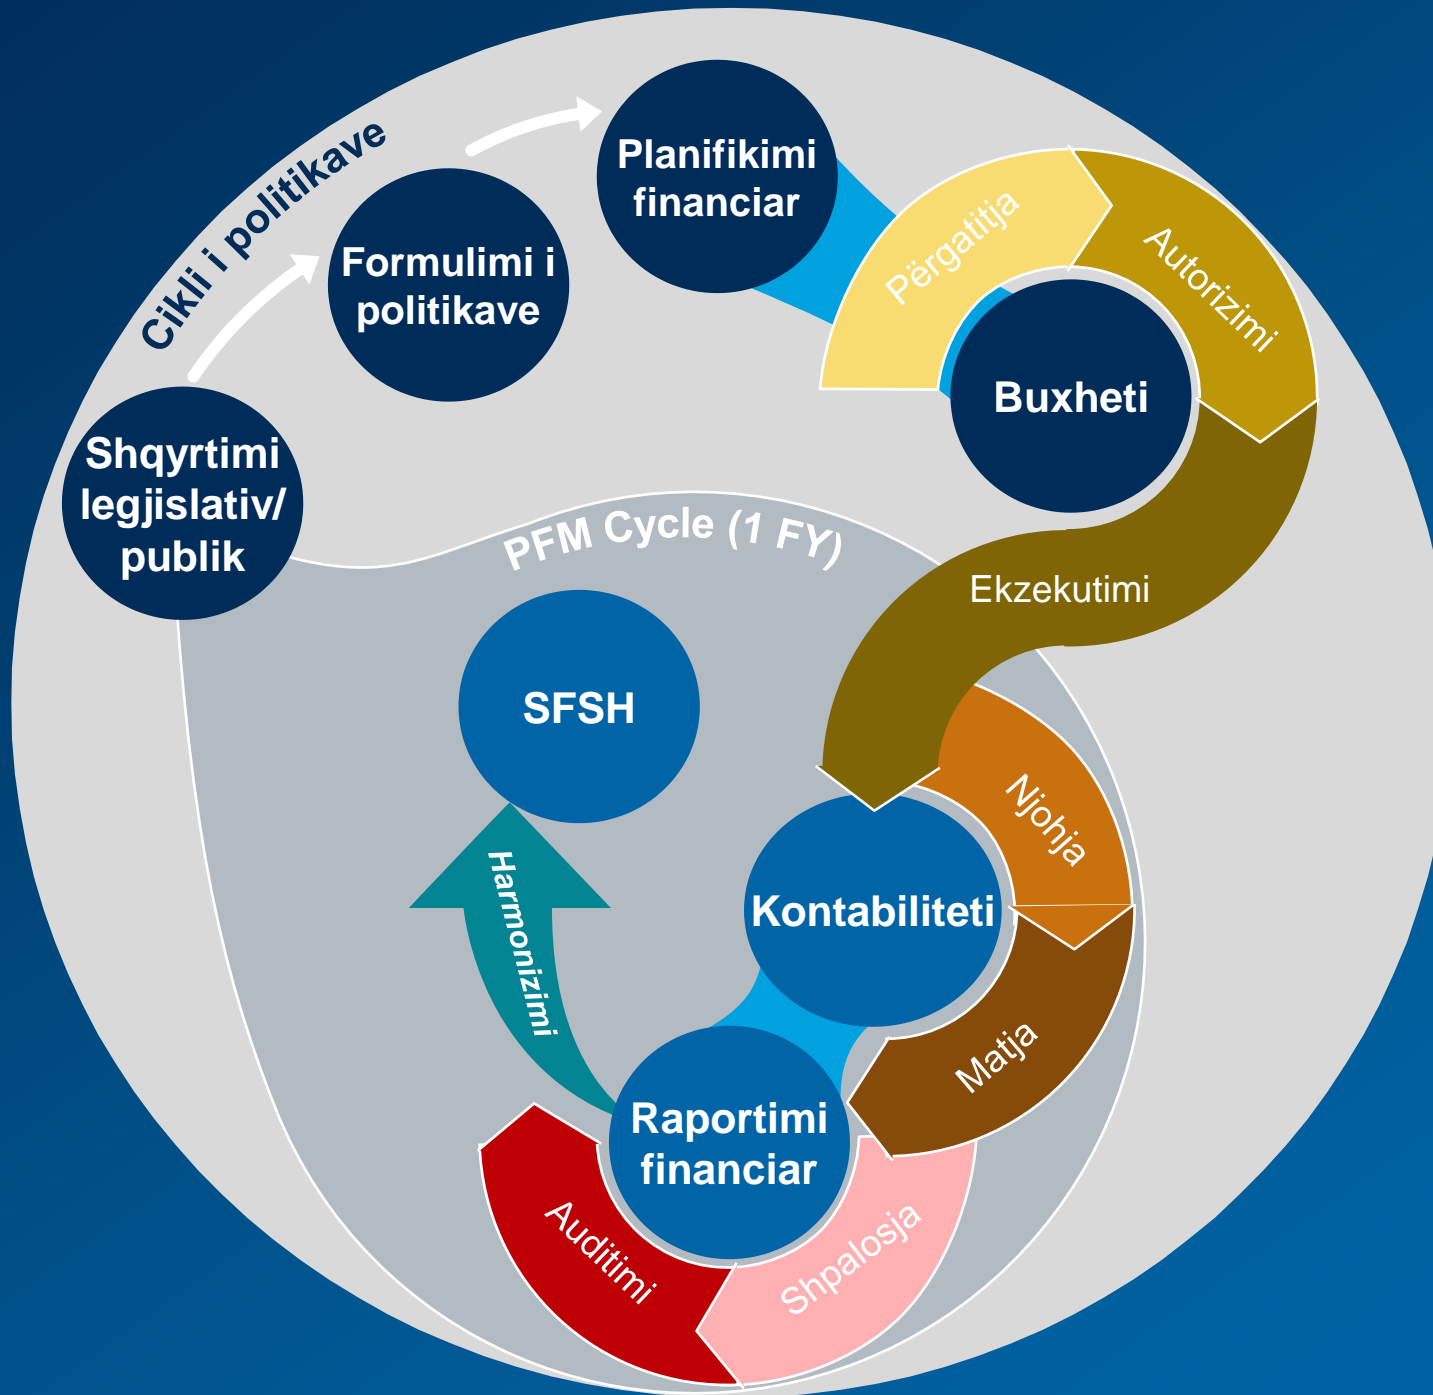 Cikli i politikave
Planifikimi
financiar
Formulimi i
politikave
Shqyrtimi
legjislativ/
publik
Përgatitja
Autorizimi
Buxheti
Ekzekutimi
PFM Cycle (1 FY)
SFSH
Harmonizimi
Njohja
Kontabiliteti
Matja
Raportimi
financiar
Shpalosja
Auditimi